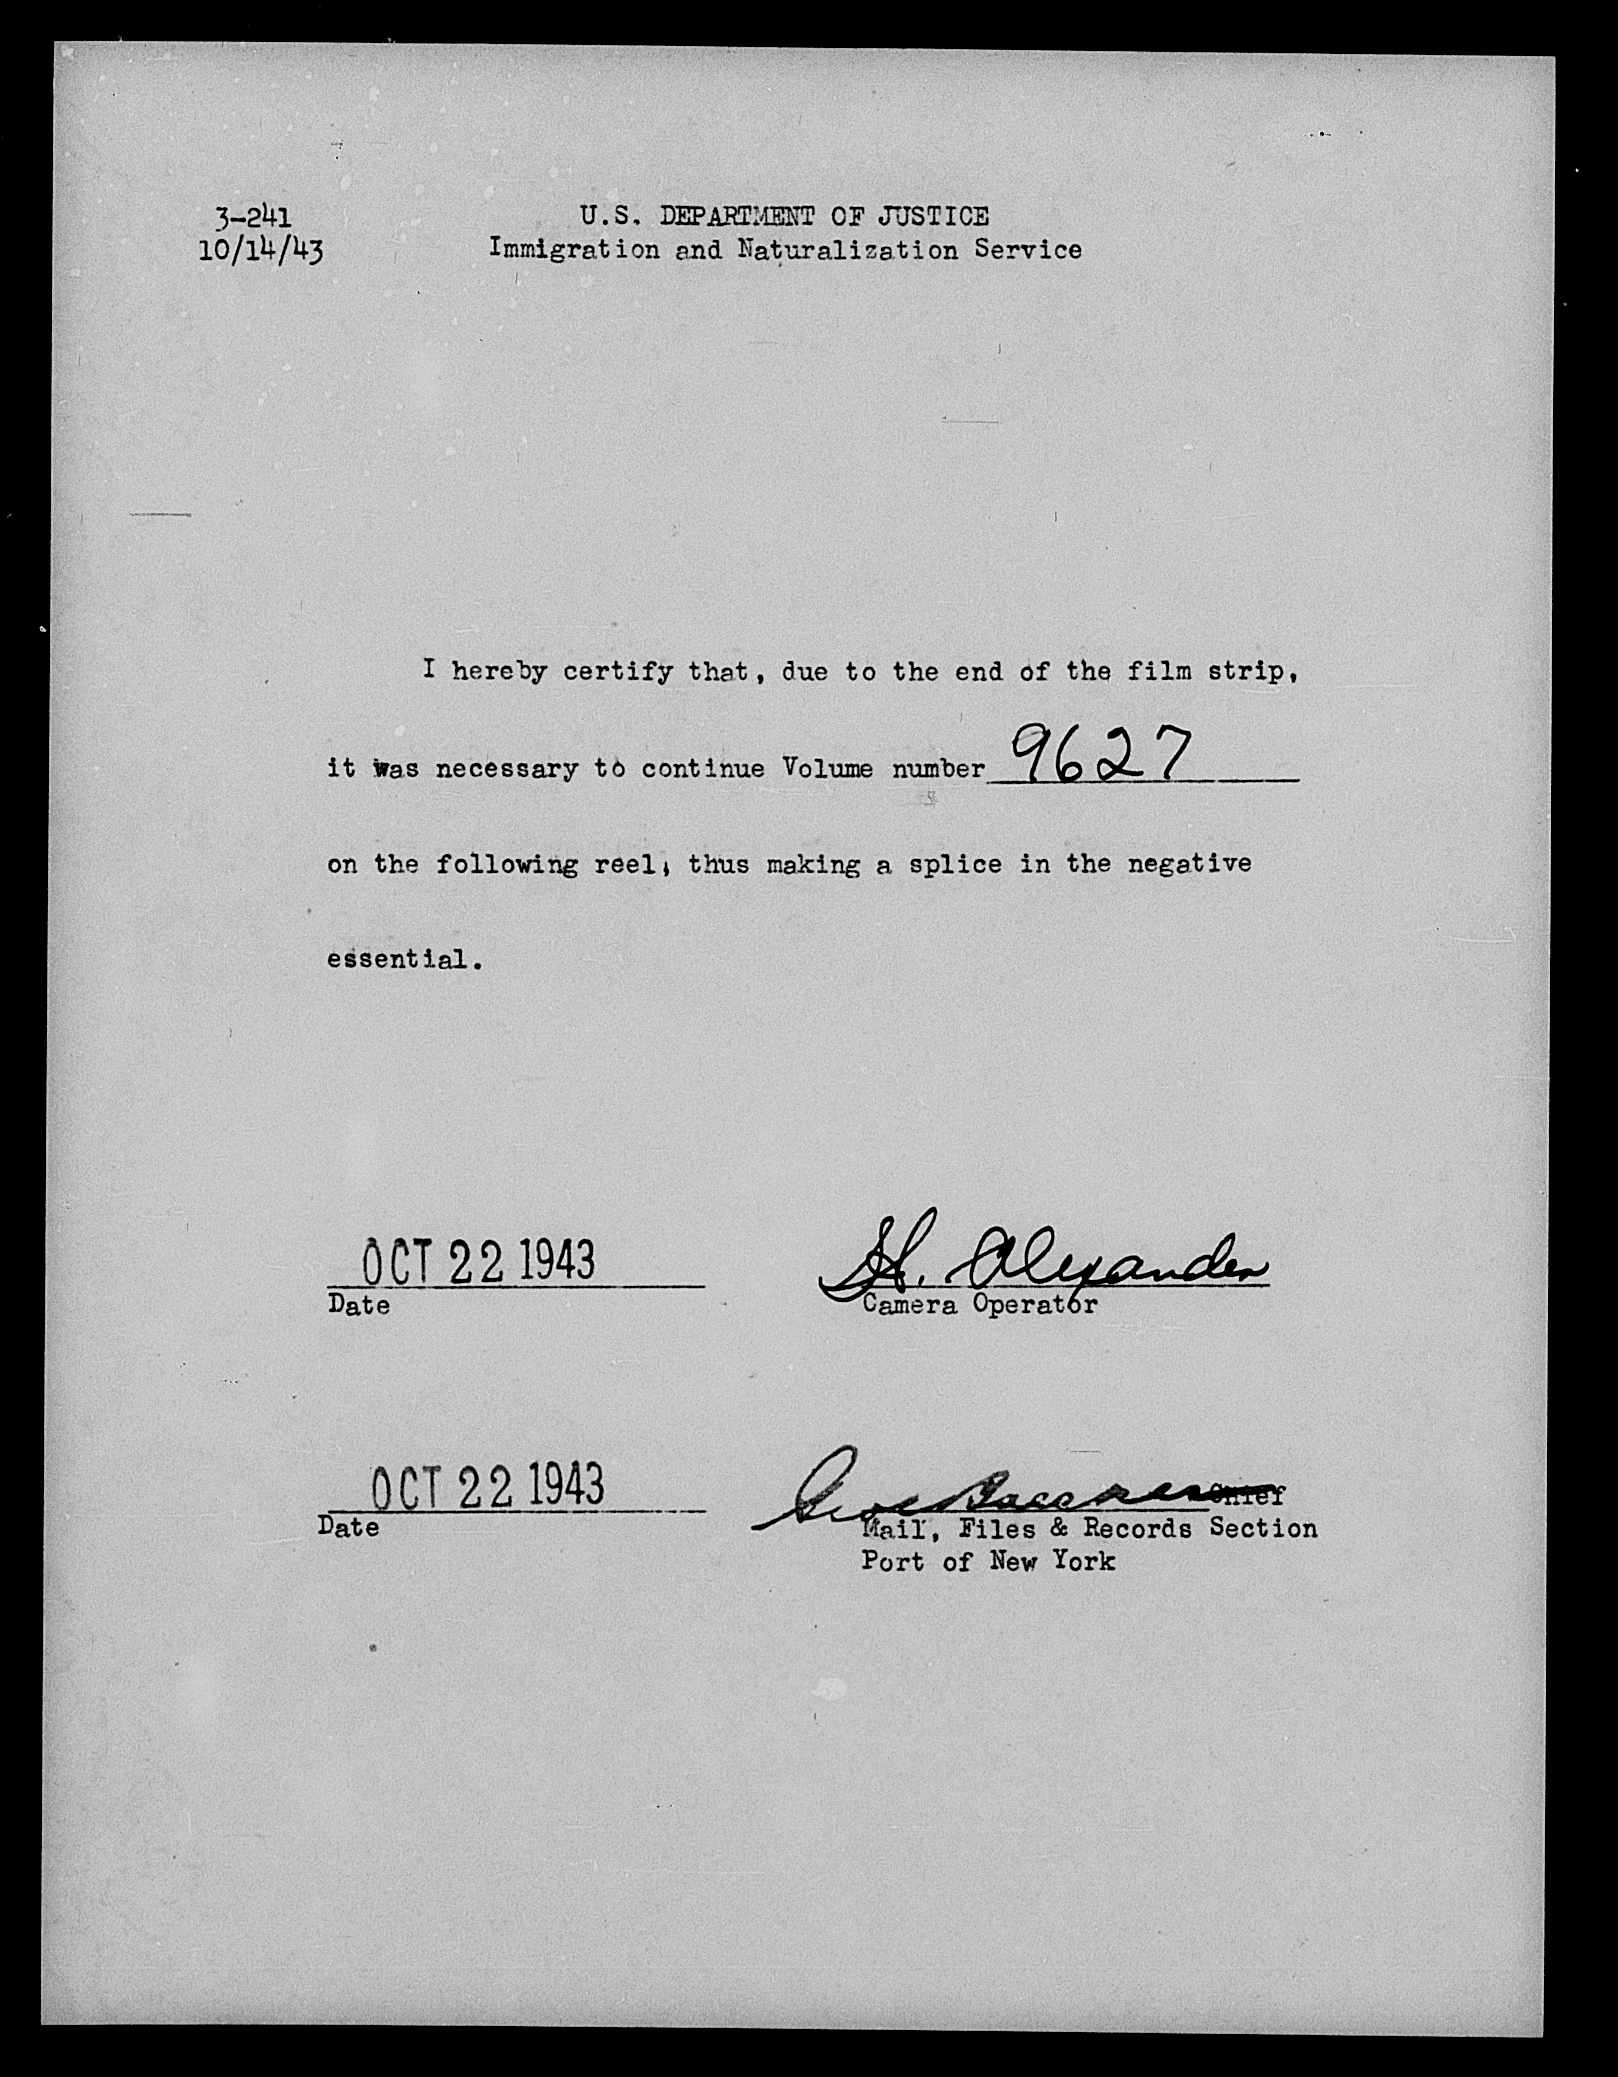 3-241
10/14/43
U.S. DEPARTMENT OF JUSTICE
Immigration and Naturalization Service
I hereby certify that, due to the end of the film strip,
it was necessary to continue Volume number 9627
on the following reel, thus making a splice in the negative
essential.
OCT 22 1943
Date
H. Alexander
Camera Operator
OCT 22 1943
Date
Chief
Mail, Files & Records Section
Port of New York